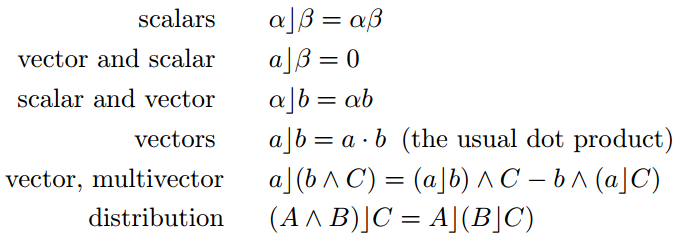 scalars α⌋β = αβ
vector and scalar a⌋β = 0
scalar and vector α⌋b = αb
vectors a⌋b = a · b (the usual dot product)
vector, multivector a⌋(b ∧ C) = (a⌋b) ∧ C − b ∧ (a⌋C)
distribution (A ∧ B)⌋C = A⌋(B⌋C)